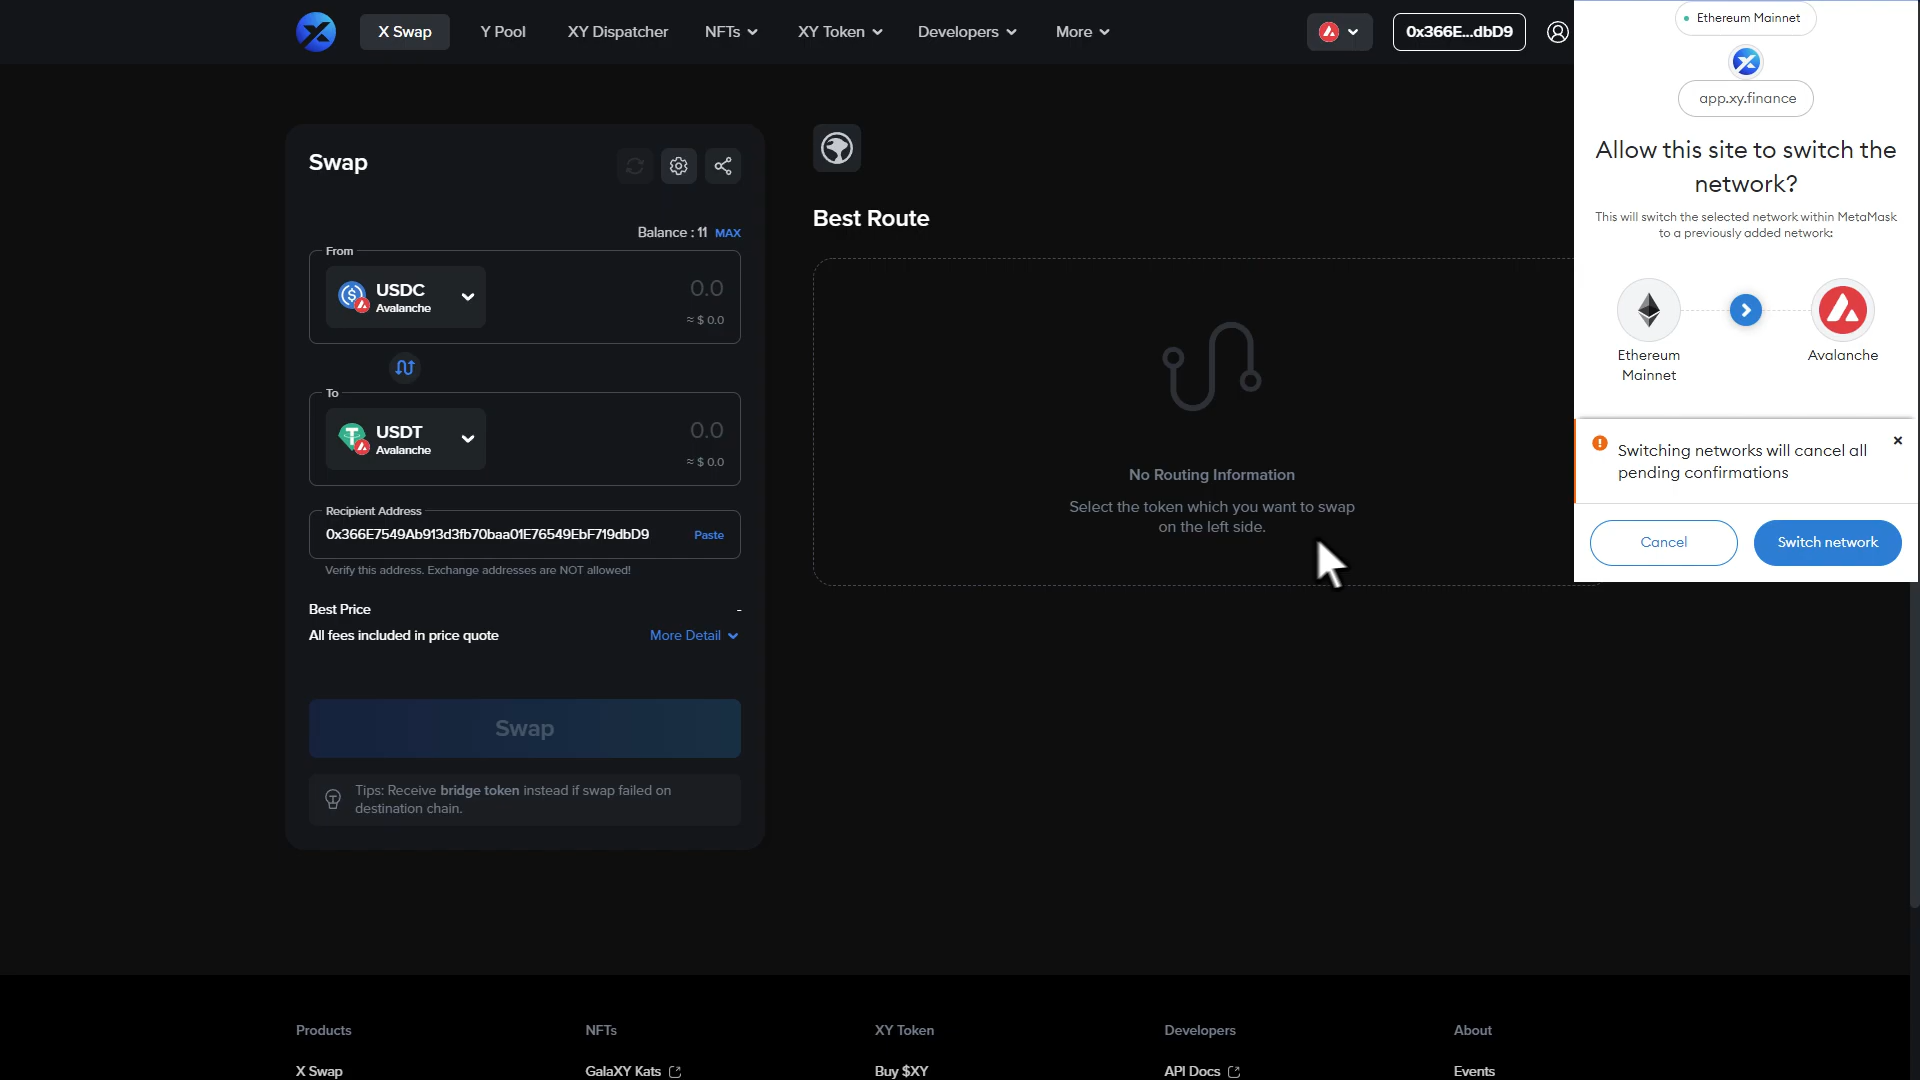 X Swap
Y Pool
XY Dispatcher
NFTs
XY Token
Developers
More
0x366E...dbD9
Swap
Balance : 11 MAX
From
USDC
Avalanche
0.0
≈ $ 0.0
To
USDT
Avalanche
0.0
≈ $ 0.0
Recipient Address
0x366E7549Ab913d3fb70baa01E76549EbF719dbD9
Paste
Verify this address. Exchange addresses are NOT allowed!
Best Price
-
All fees included in price quote
More Detail
Swap
Tips: Receive bridge token instead if swap failed on
destination chain.
Best Route
No Routing Information
Select the token which you want to swap
on the left side.
Ethereum Mainnet
app.xy.finance
Allow this site to switch the
network?
This will switch the selected network within MetaMask
to a previously added network:
Ethereum
Mainnet
Avalanche
Switching networks will cancel all
pending confirmations
Cancel
Switch network
Products
NFTs
XY Token
Developers
About
X Swap
GalaXY Kats
Buy $XY
API Docs
Events